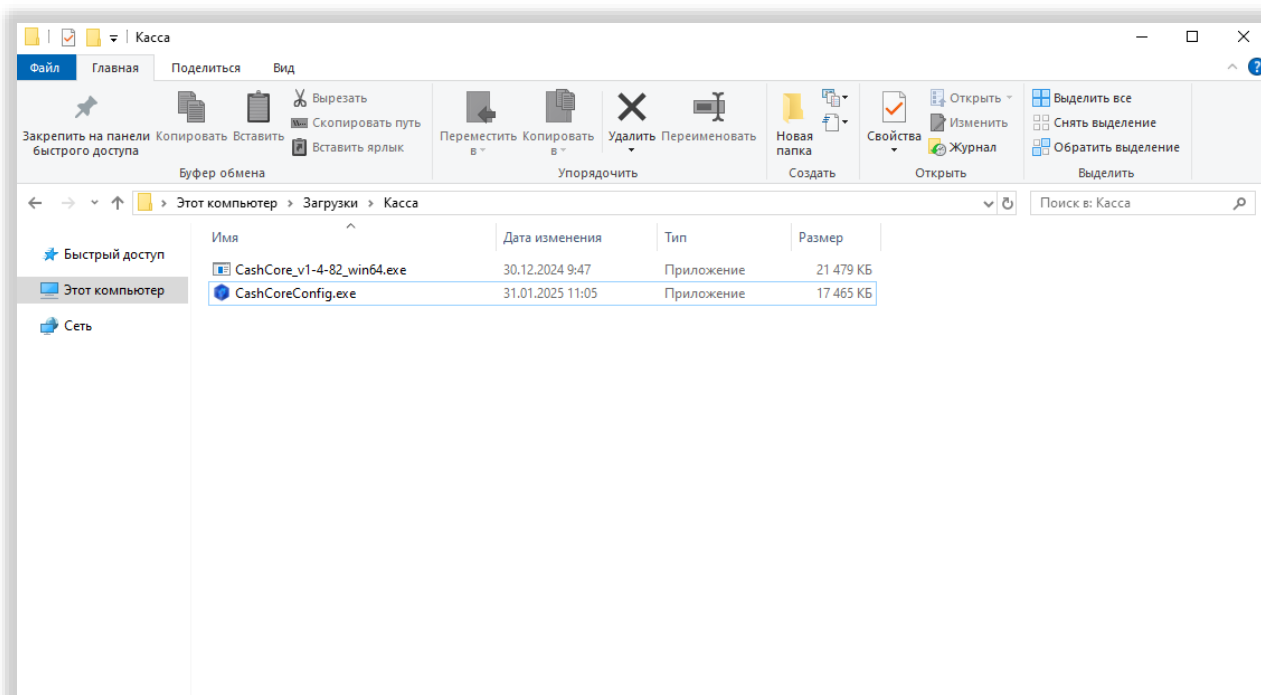 Касса
Файл Главная Поделиться Вид
Закрепить на панели быстрого доступа
Копировать
Вставить
Вырезать
Скопировать путь
Вставить ярлык
Буфер обмена
Переместить в
Копировать в
Удалить
Переименовать
Упорядочить
Новая папка
Создать
Свойства
Открыть
Изменить
Журнал
Открыть
Выделить все
Снять выделение
Обратить выделение
Выделить
Этот компьютер > Загрузки > Касса
Поиск в: Касса
Быстрый доступ
Этот компьютер
Сеть
Имя Дата изменения Тип Размер
CashCore_v1-4-82_win64.exe 30.12.2024 9:47 Приложение 21 479 КБ
CashCoreConfig.exe 31.01.2025 11:05 Приложение 17 465 КБ